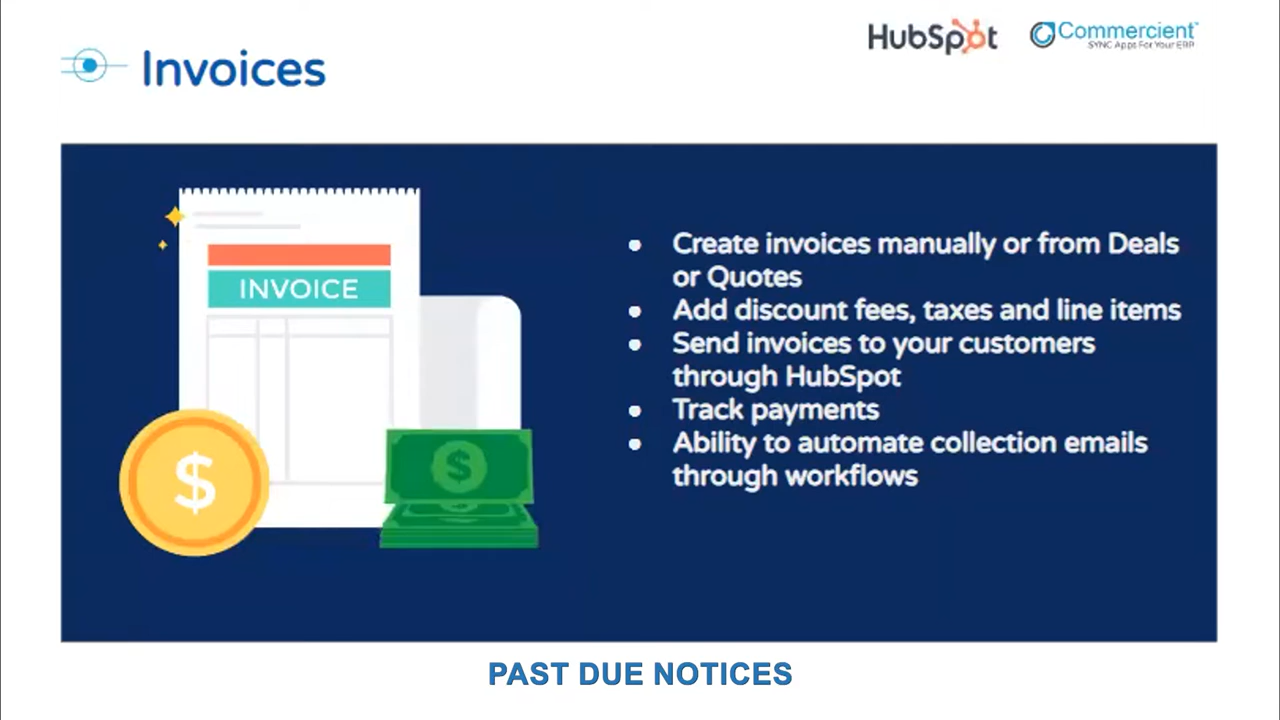 HubSpot
Commercient
SYNC Apps For Your ERP
Invoices
INVOICE
$
$
• Create invoices manually or from Deals
or Quotes
• Add discount fees, taxes and line items
• Send invoices to your customers
through HubSpot
• Track payments
• Ability to automate collection emails
through workflows
PAST DUE NOTICES